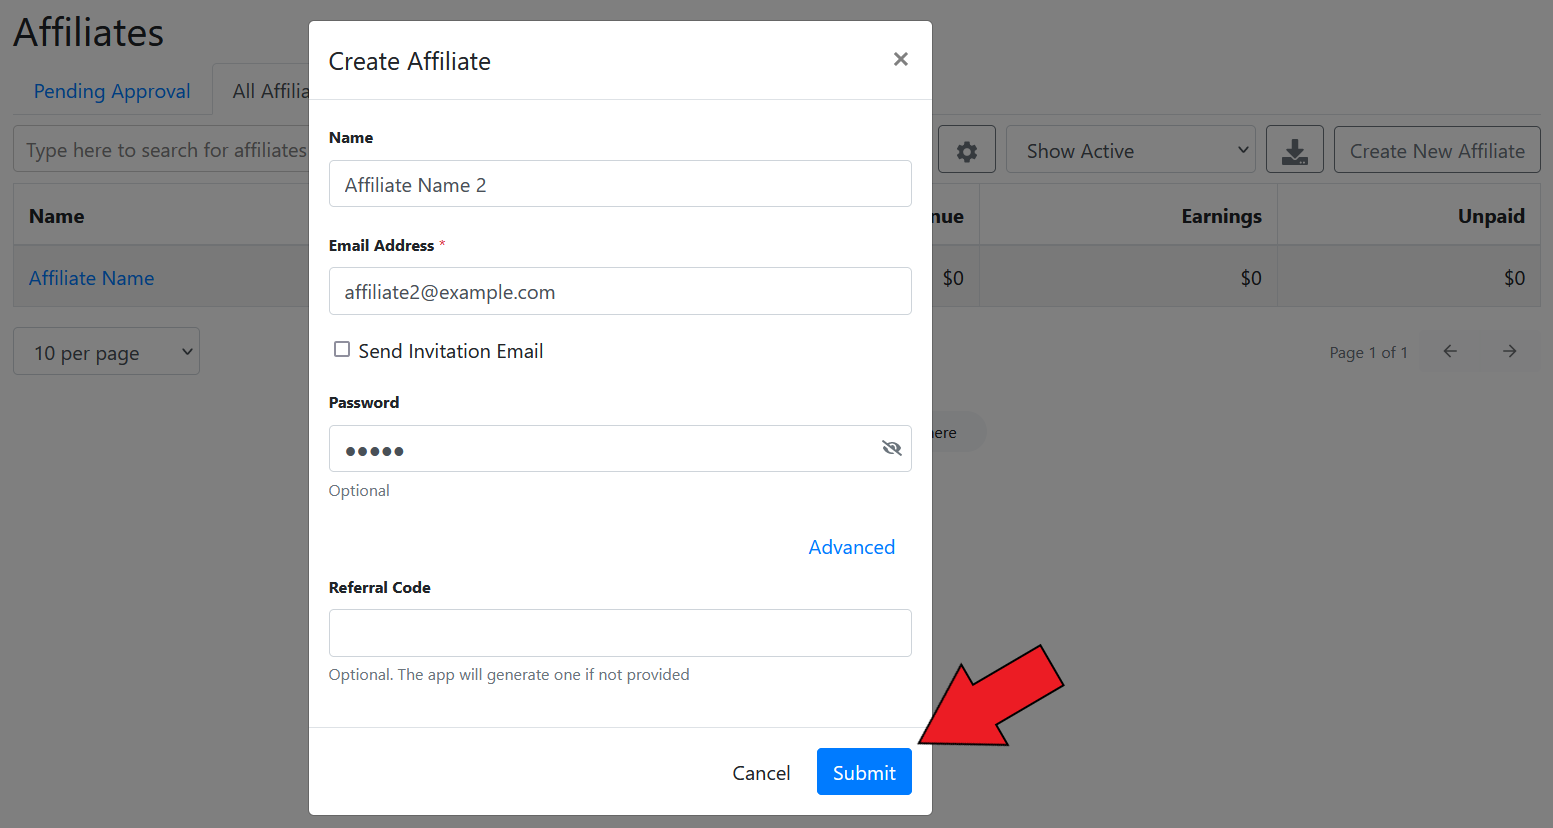 Affiliates
Pending Approval
All Affilia
Type here to search for affiliates
Show Active
Create New Affiliate
Name
nue
Earnings
Unpaid
Affiliate Name
$0
$0
$0
10 per page
Page 1 of 1
Create Affiliate
×
Name
Affiliate Name 2
Email Address *
affiliate2@example.com
Send Invitation Email
Password
●●●●●
Optional
Advanced
Referral Code
Optional. The app will generate one if not provided
Cancel
Submit